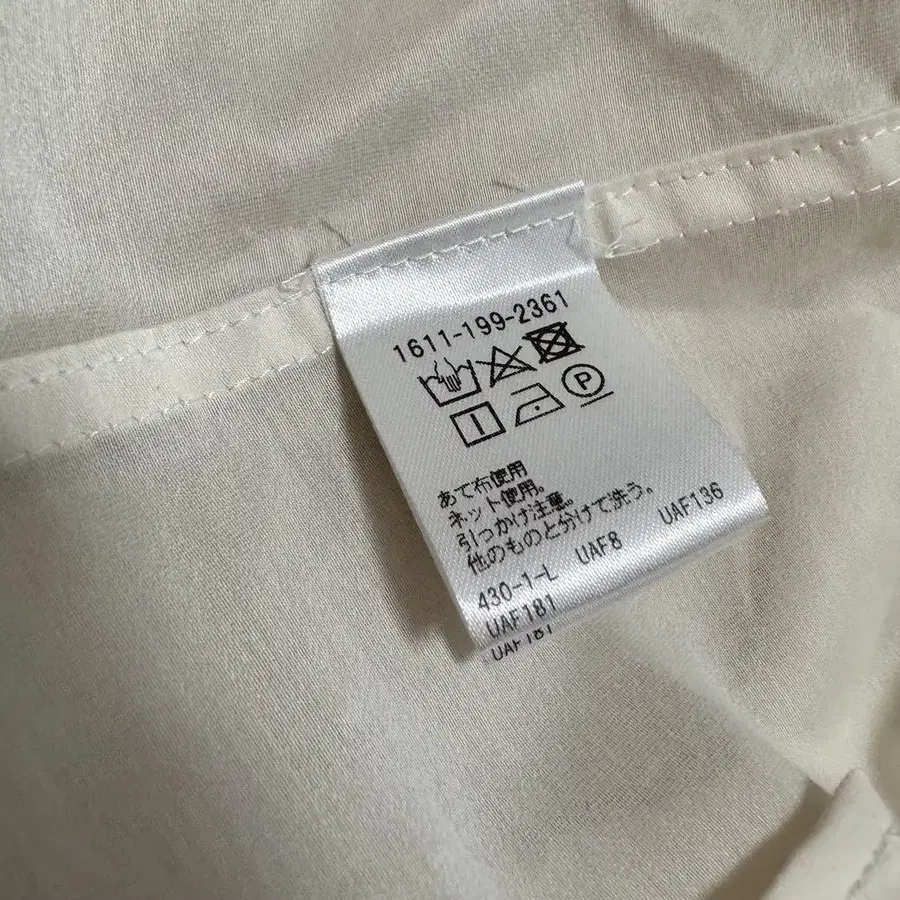 1611-199-2361
P
あて布使用
ネット使用。
引っかけ注意。
他のものと分けて洗う。
430-1-L UAF8 UAF136
UAF181
UAF181